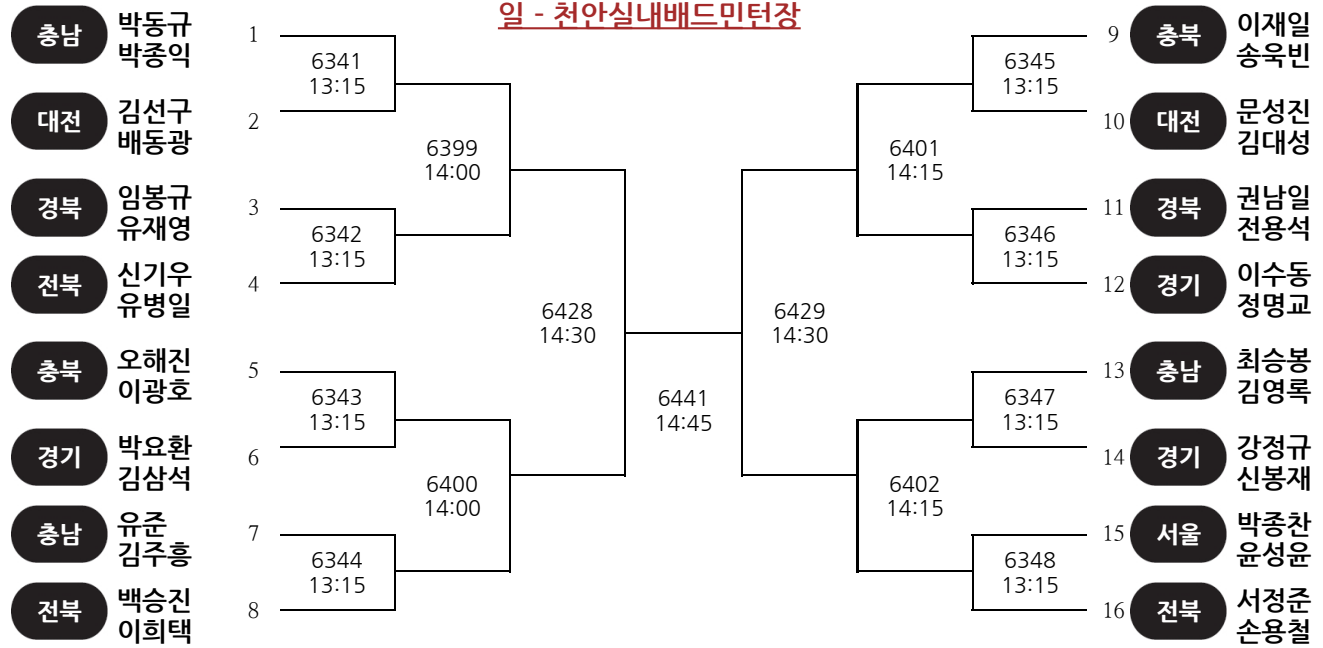 일 - 천안실내배드민턴장
충남
박동규
박종익
1
대전
김선구
배동광
2
경북
임봉규
유재영
3
전북
신기우
유병일
4
충북
오해진
이광호
5
경기
박요환
김삼석
6
충남
유준
김주흥
7
전북
백승진
이희택
8
6341
13:15
6342
13:15
6343
13:15
6344
13:15
6399
14:00
6400
14:00
6428
14:30
6441
14:45
6429
14:30
6401
14:15
6402
14:15
6345
13:15
6346
13:15
6347
13:15
6348
13:15
9
충북
이재일
송욱빈
10
대전
문성진
김대성
11
경북
권남일
전용석
12
경기
이수동
정명교
13
충남
최승봉
김영록
14
경기
강정규
신봉재
15
서울
박종찬
윤성윤
16
전북
서정준
손용철